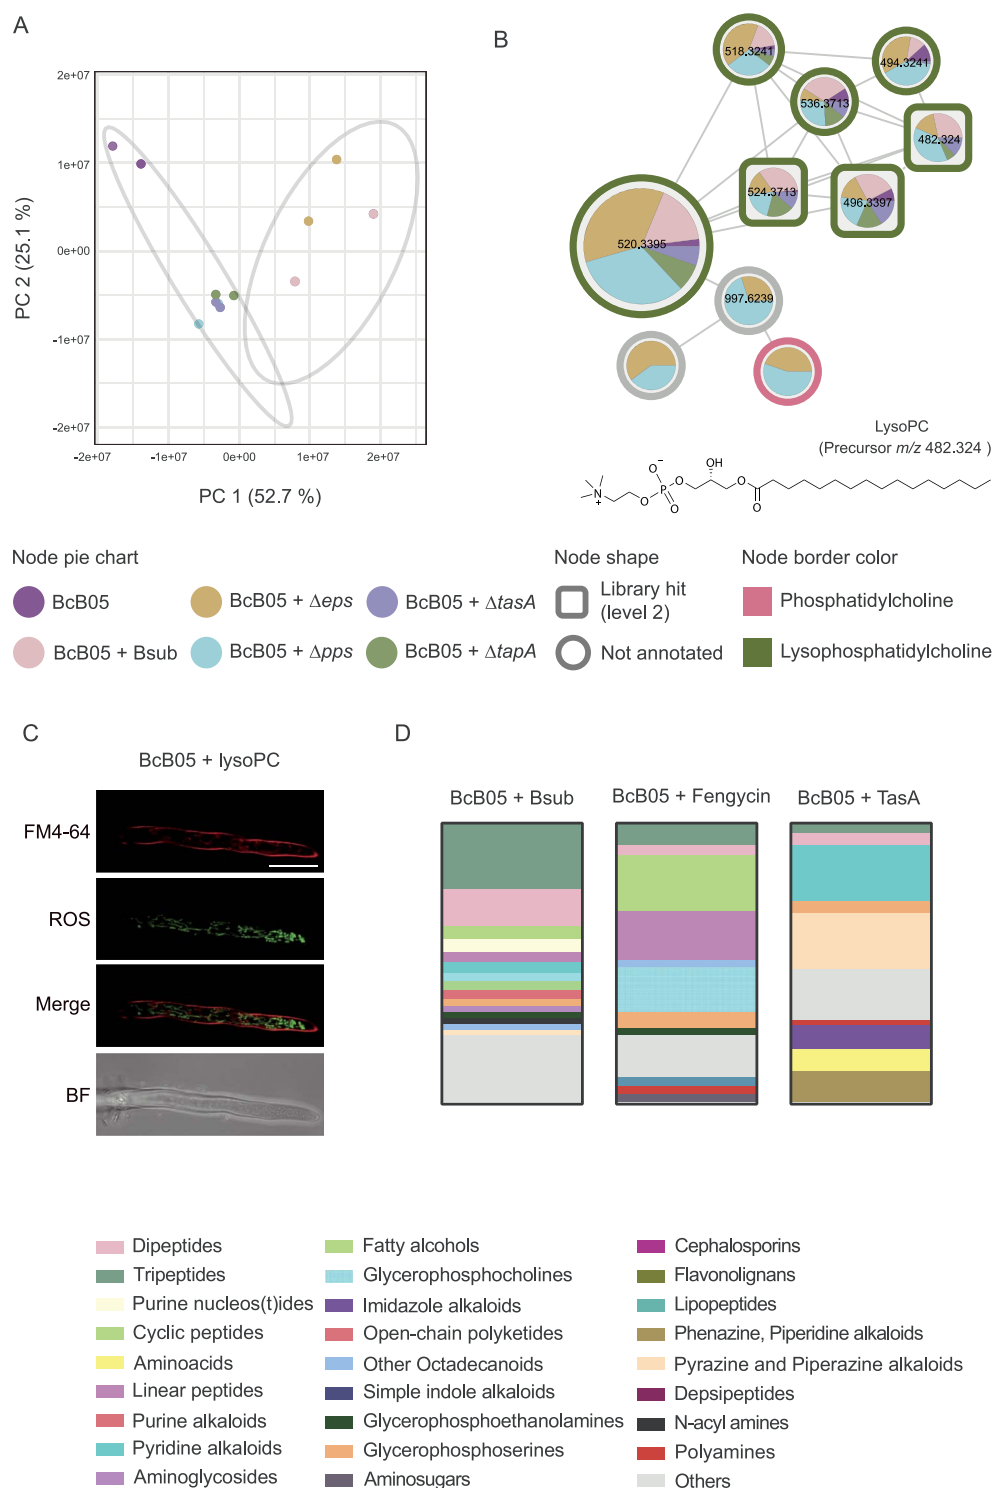 A
2e+07
1e+07
0e+00
-1e+07
-2e+07
PC 2 (25.1 %)
-2e+07 -1e+07 0e+00 1e+07 2e+07
PC 1 (52.7 %)
B
518.3241
494.3241
536.3713
482.324
524.3713
496.3397
520.3395
997.6239
LysoPC
(Precursor m/z 482.324 )
N
+
O
P
O
−
O
O
OH
O
O
Node pie chart
BcB05
BcB05 + Δeps
BcB05 + ΔtasA
BcB05 + Bsub
BcB05 + Δpps
BcB05 + ΔtapA
Node shape
Library hit
(level 2)
Not annotated
Node border color
Phosphatidylcholine
Lysophosphatidylcholine
C
BcB05 + lysoPC
FM4-64
ROS
Merge
BF
D
BcB05 + Bsub
BcB05 + Fengycin
BcB05 + TasA
Dipeptides
Tripeptides
Purine nucleos(t)ides
Cyclic peptides
Aminoacids
Linear peptides
Purine alkaloids
Pyridine alkaloids
Aminoglycosides
Fatty alcohols
Glycerophosphocholines
Imidazole alkaloids
Open-chain polyketides
Other Octadecanoids
Simple indole alkaloids
Glycerophosphoethanolamines
Glycerophosphoserines
Aminosugars
Cephalosporins
Flavonolignans
Lipopeptides
Phenazine, Piperidine alkaloids
Pyrazine and Piperazine alkaloids
Depsipeptides
N-acyl amines
Polyamines
Others